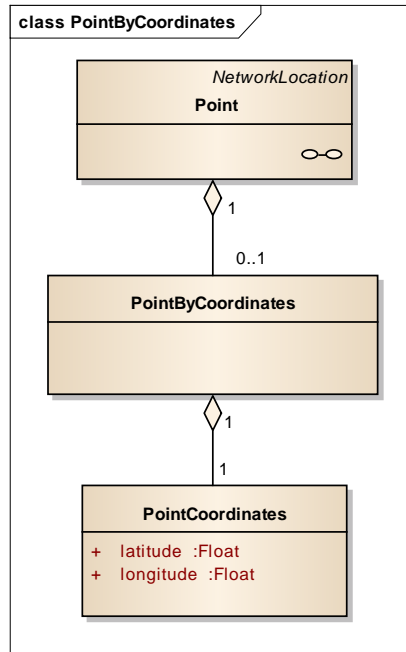 class PointByCoordinates
NetworkLocation
Point
1
0..1
PointByCoordinates
1
1
PointCoordinates
+ latitude :Float
+ longitude :Float